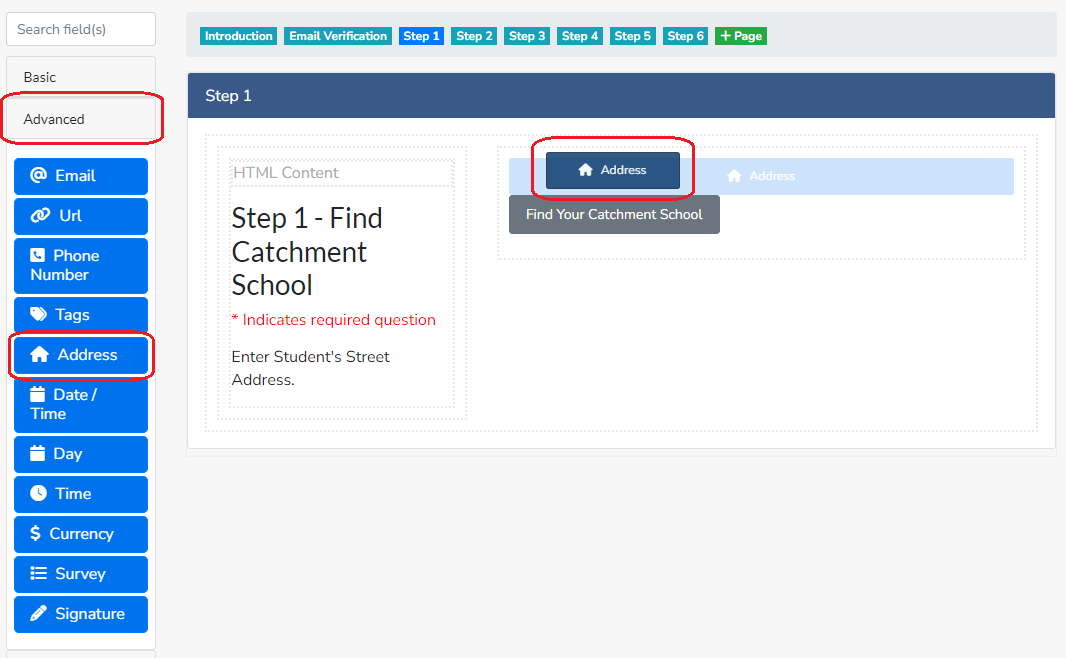 Search field(s)
Basic
Advanced
@ Email
Url
Phone
Number
Tags
Address
Date /
Time
Day
Time
$ Currency
Survey
Signature
Introduction Email Verification Step 1 Step 2 Step 3 Step 4 Step 5 Step 6 + Page
Step 1
HTML Content
Step 1 - Find
Catchment
School
* Indicates required question
Enter Student's Street
Address.
Address
Address
Find Your Catchment School